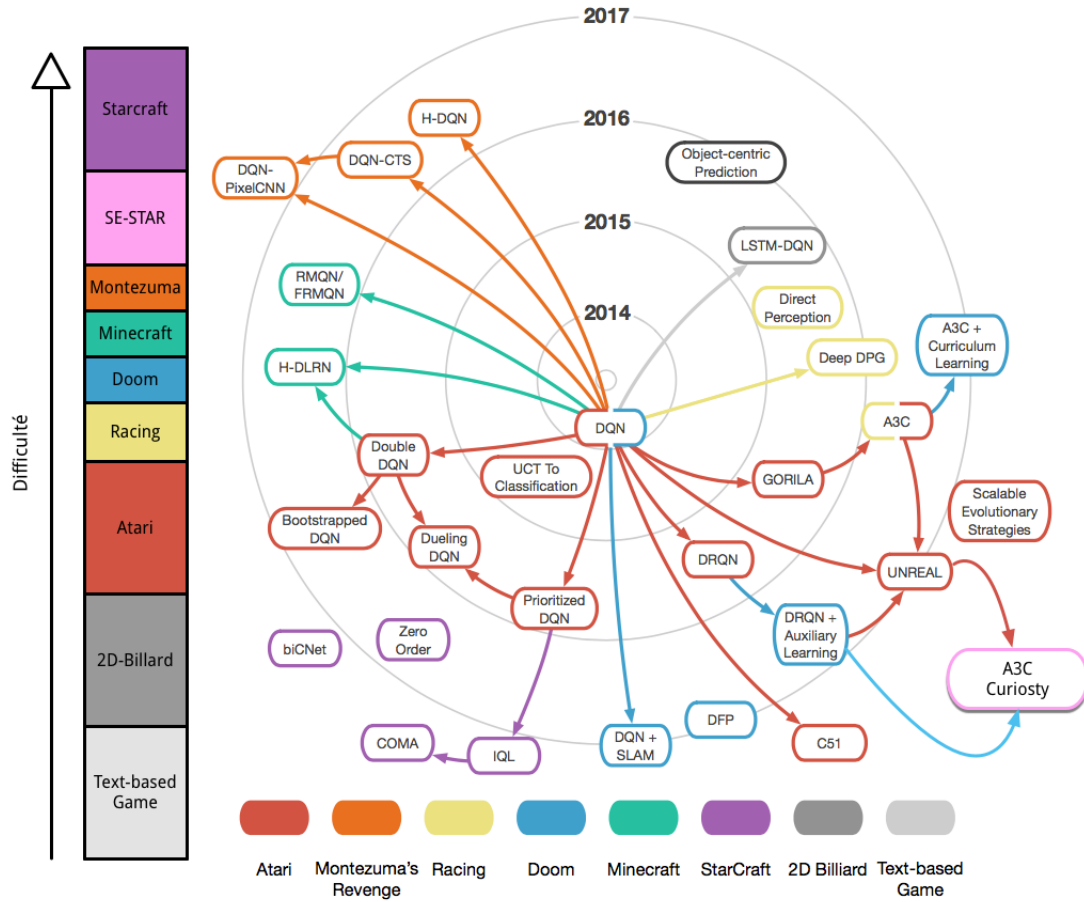 Difficulté
Starcraft
SE-STAR
Montezuma
Minecraft
Doom
Racing
Atari
2D-Billard
Text-based
Game
2017
2016
2015
2014
H-DQN
DQN-CTS
DQN-
PixelCNN
Object-centric
Prediction
LSTM-DQN
RMQN/
FRMQN
Direct
Perception
A3C +
Curriculum
Learning
Deep DPG
H-DLRN
DQN
A3C
Double
DQN
UCT To
Classification
GORILA
Scalable
Evolutionary
Strategies
Bootstrapped
DQN
Dueling
DQN
DRQN
UNREAL
Prioritized
DQN
DRQN +
Auxiliary
Learning
biCNet
Zero
Order
A3C
Curiosty
DFP
COMA
IQL
DQN +
SLAM
C51
Atari
Montezuma's
Revenge
Racing
Doom
Minecraft
StarCraft
2D Billiard
Text-based
Game